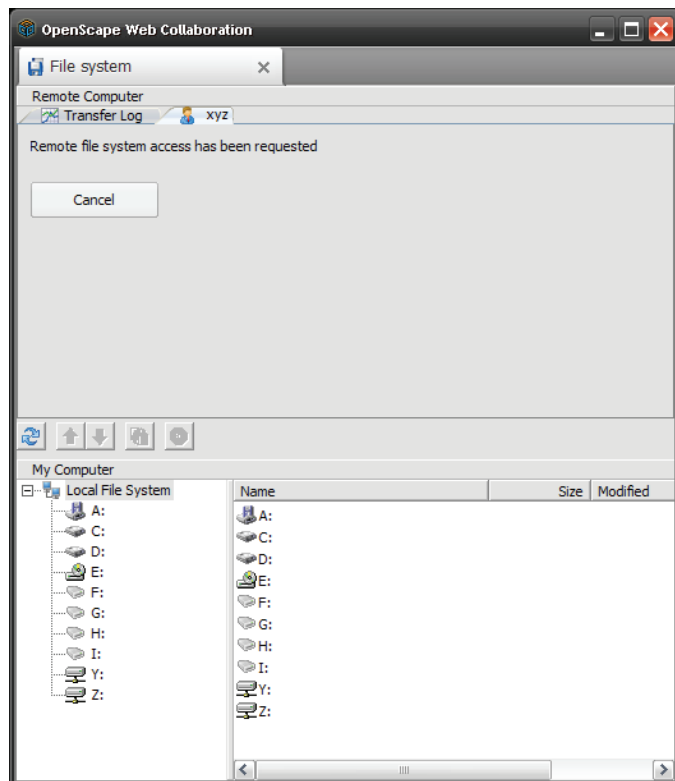 OpenScape Web Collaboration
File system
Remote Computer
Transfer Log xyz
Remote file system access has been requested
Cancel
My Computer
Local File System
A:
C:
D:
E:
F:
G:
H:
I:
Y:
Z:
Name Size Modified
A:
C:
D:
E:
F:
G:
H:
I:
Y:
Z: